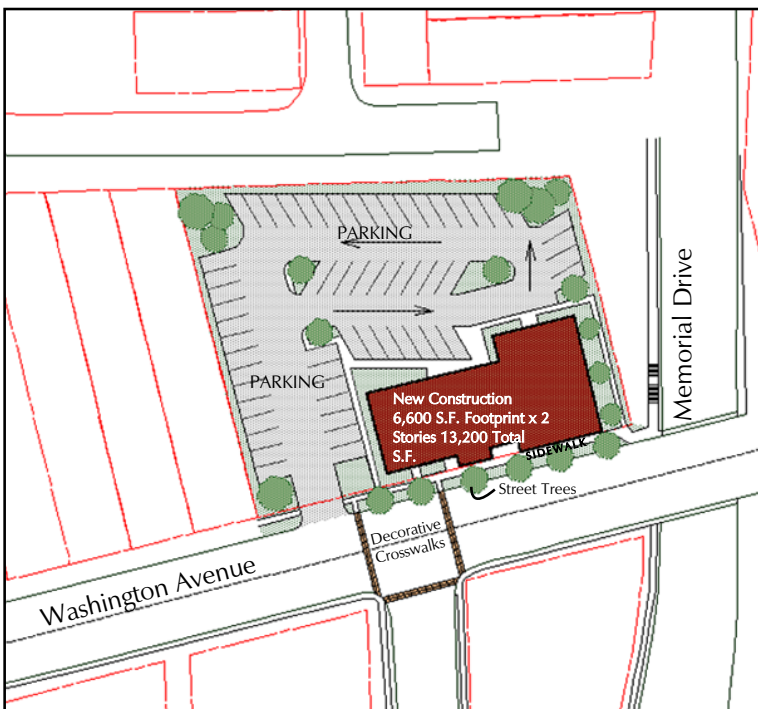 PARKING
Memorial Drive
PARKING
New Construction
6,600 S.F. Footprint x 2
Stories 13,200 Total
S.F.
SIDEWALK
Street Trees
Decorative
Crosswalks
Washington Avenue